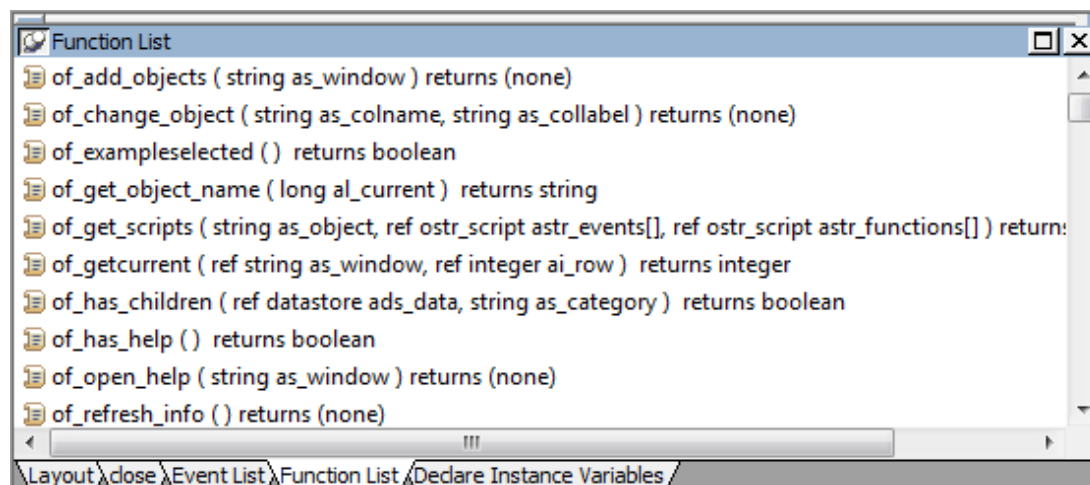 Function List
of_add_objects ( string as_window ) returns (none)
of_change_object ( string as_colname, string as_collabel ) returns (none)
of_exampleselected ( )  returns boolean
of_get_object_name ( long al_current )  returns string
of_get_scripts ( string as_object, ref ostr_script astr_events[], ref ostr_script astr_functions[] ) returns
of_getcurrent ( ref string as_window, ref integer ai_row )  returns integer
of_has_children ( ref datastore ads_data, string as_category )  returns boolean
of_has_help ( )  returns boolean
of_open_help ( string as_window ) returns (none)
of_refresh_info ( ) returns (none)
Layout close Event List Function List Declare Instance Variables